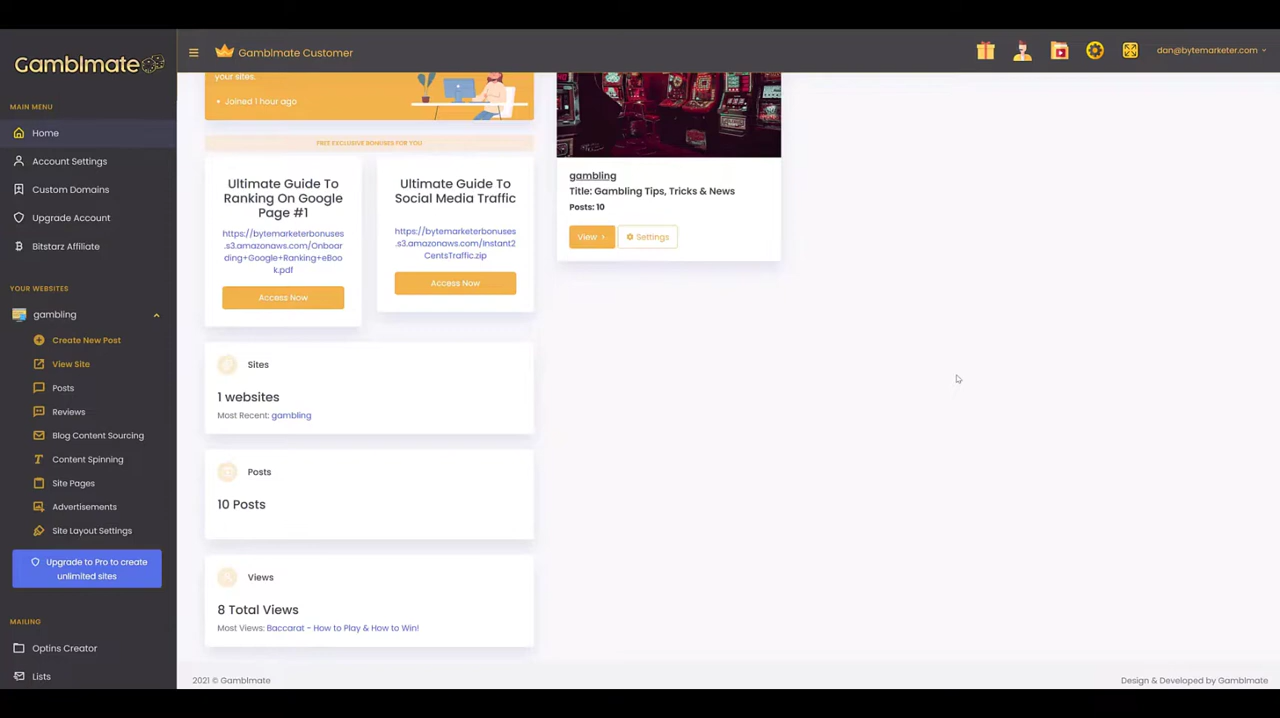 Gamblmate
Gamblmate Customer
dan@bytemarketer.com
MAIN MENU
Home
Account Settings
Custom Domains
Upgrade Account
Bitstarz Affiliate
YOUR WEBSITES
gambling
Create New Post
View Site
Posts
Reviews
Blog Content Sourcing
Content Spinning
Site Pages
Advertisements
Site Layout Settings
Upgrade to Pro to create
unlimited sites
MAILING
Optins Creator
Lists
your sites.
• Joined 1 hour ago
FREE EXCLUSIVE BONUSES FOR YOU
Ultimate Guide To
Ranking On Google
Page #1
https://bytemarketerbonuses
.s3.amazonaws.com/Onboar
ding+Google+Ranking+eBoo
k.pdf
Access Now
Ultimate Guide To
Social Media Traffic
https://bytemarketerbonuses
.s3.amazonaws.com/Instant2
CentsTraffic.zip
Access Now
Sites
1 websites
Most Recent: gambling
Posts
10 Posts
Views
8 Total Views
Most Views: Baccarat - How to Play & How to Win!
gambling
Title: Gambling Tips, Tricks & News
Posts: 10
View >
Settings
2021 © Gamblmate
Design & Developed by Gamblmate